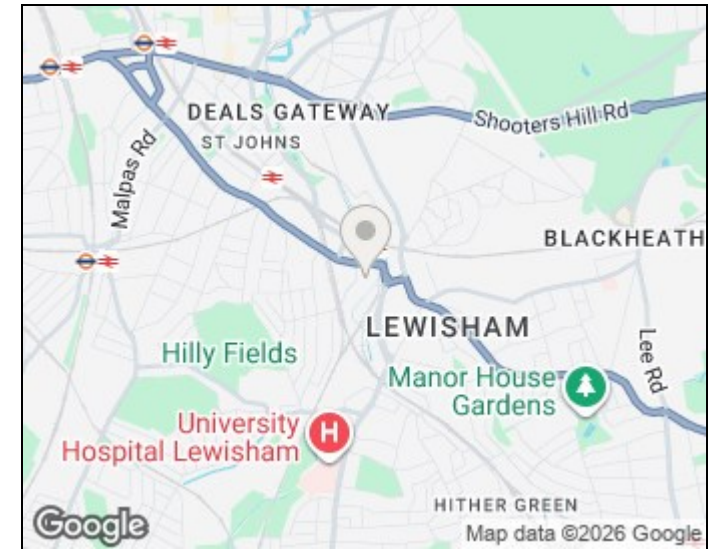 DEALS GATEWAY
Shooters Hill Rd
ST JOHNS
Malpas Rd
BLACKHEATH
LEWISHAM
Hilly Fields
Lee Rd
Manor House
Gardens
University
Hospital Lewisham
H
HITHER GREEN
Google
Map data ©2026 Google